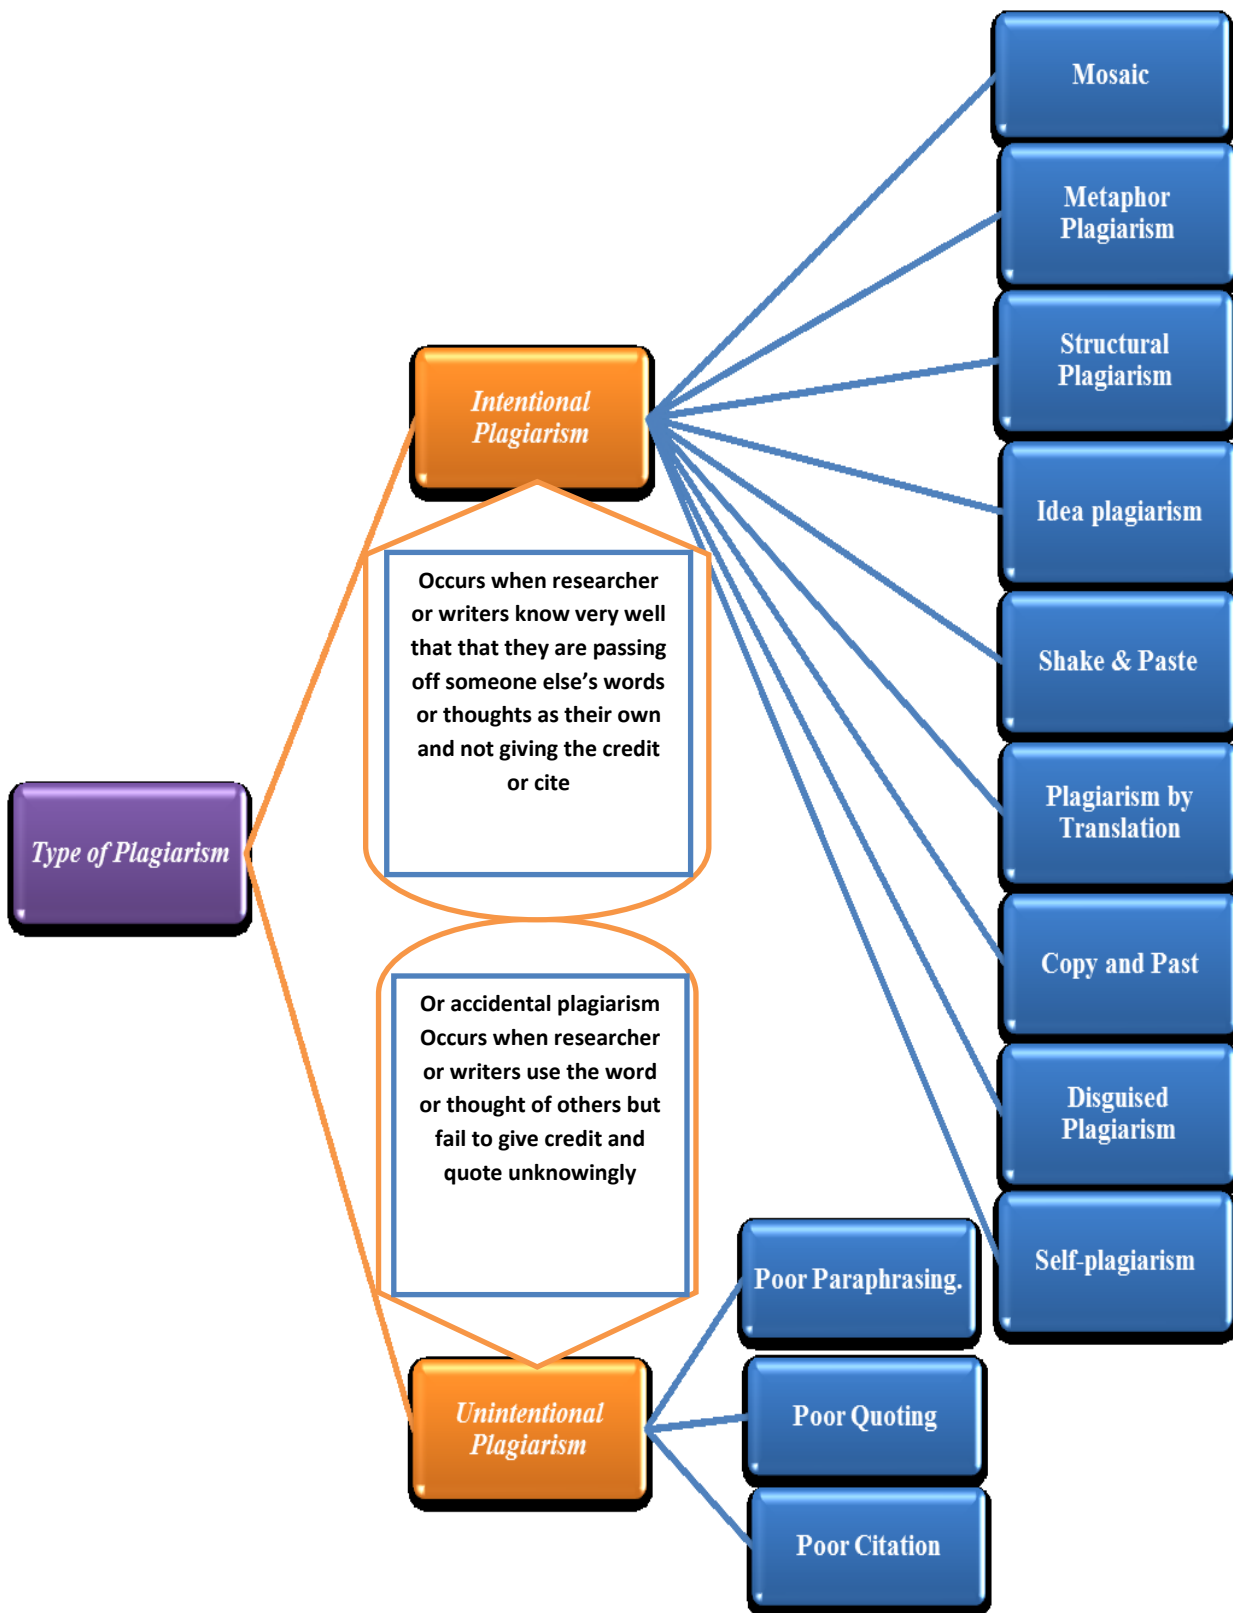 Type of Plagiarism
Intentional
Plagiarism
Occurs when researcher
or writers know very well
that that they are passing
off someone else’s words
or thoughts as their own
and not giving the credit
or cite
Or accidental plagiarism
Occurs when researcher
or writers use the word
or thought of others but
fail to give credit and
quote unknowingly
Unintentional
Plagiarism
Mosaic
Metaphor
Plagiarism
Structural
Plagiarism
Idea plagiarism
Shake & Paste
Plagiarism by
Translation
Copy and Past
Disguised
Plagiarism
Self-plagiarism
Poor Paraphrasing.
Poor Quoting
Poor Citation